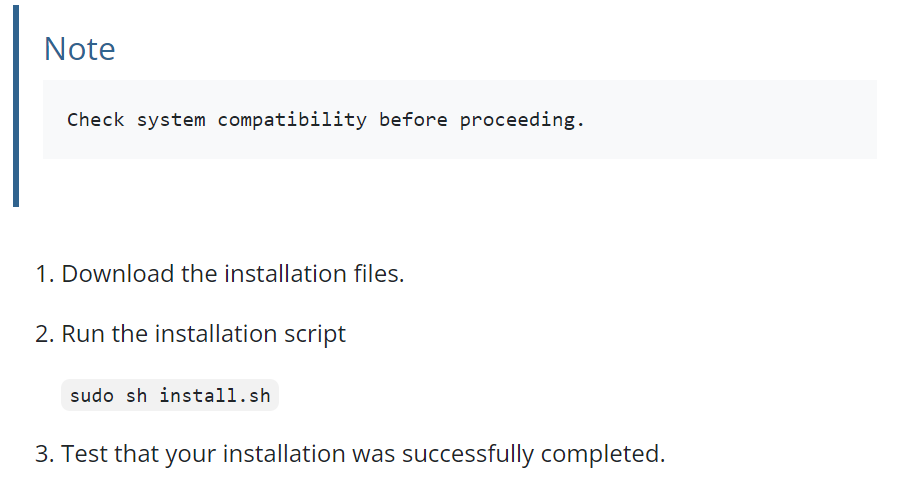 Note
Check system compatibility before proceeding.
1. Download the installation files.
2. Run the installation script
sudo sh install.sh
3. Test that your installation was successfully completed.